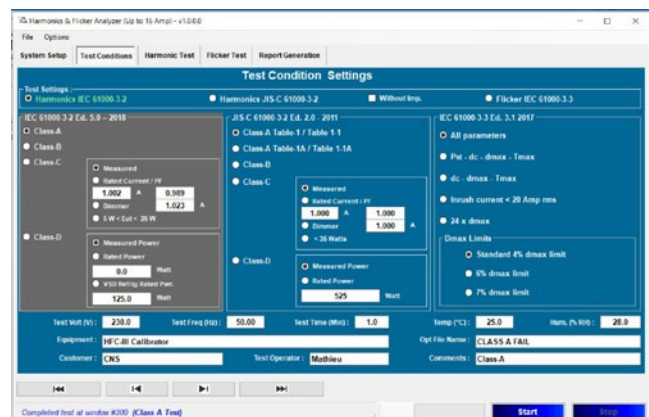 Harmonics & Flicker Analyzer (Up to 16 Amp) - v1.0.0.0
File Options
System Setup Test Conditions Harmonic Test Flicker Test Report Generation
Test Condition Settings
Test Settings:
Harmonics IEC 61000-3-2 Harmonics JIS-C 61000-3-2 Without Imp. Flicker IEC 61000-3-3
IEC 61000-3-2 Ed. 5.0 – 2018
Class-A
Class-B
Class-C
Measured
Rated Current / PF
1.002 A 0.989
Dimmer 1.023 A
5 W < Eut < 25 W
Class-D
Measured Power
Rated Power
0.0 Watt
VSD Refrig Rated Pwr.
125.0 Watt
JIS-C 61000-3-2 Ed. 2.0 - 2011
Class-A Table-1 / Table 1-1
Class-A Table-1A / Table 1-1A
Class-B
Class-C
Measured
Rated Current / PF
1.000 A 1.000
Dimmer 1.000 A
Class-D
Measured Power
Rated Power
525 Watt
IEC 61000-3-3 Ed. 3.1 2017
All parameters
Pst - dc - dmax - Tmax
dc - dmax - Tmax
Inrush current < 20 Amp rms
24 x dmax
Dmax Limits
Standard 4% dmax limit
6% dmax limit
7% dmax limit
Test Volt (V): 230.0 Test Freq (Hz): 50.00 Test Time (Min): 1.0 Temp (°C): 25.0 Hum. (% RH): 28.0
Equipment: HFC-III Calibrator Opt File Name: CLASS A FAIL
Customer: CNS Test Operator: Mathieu Comments: Class-A
Completed test at window #300 (Class A Test) Start Stop